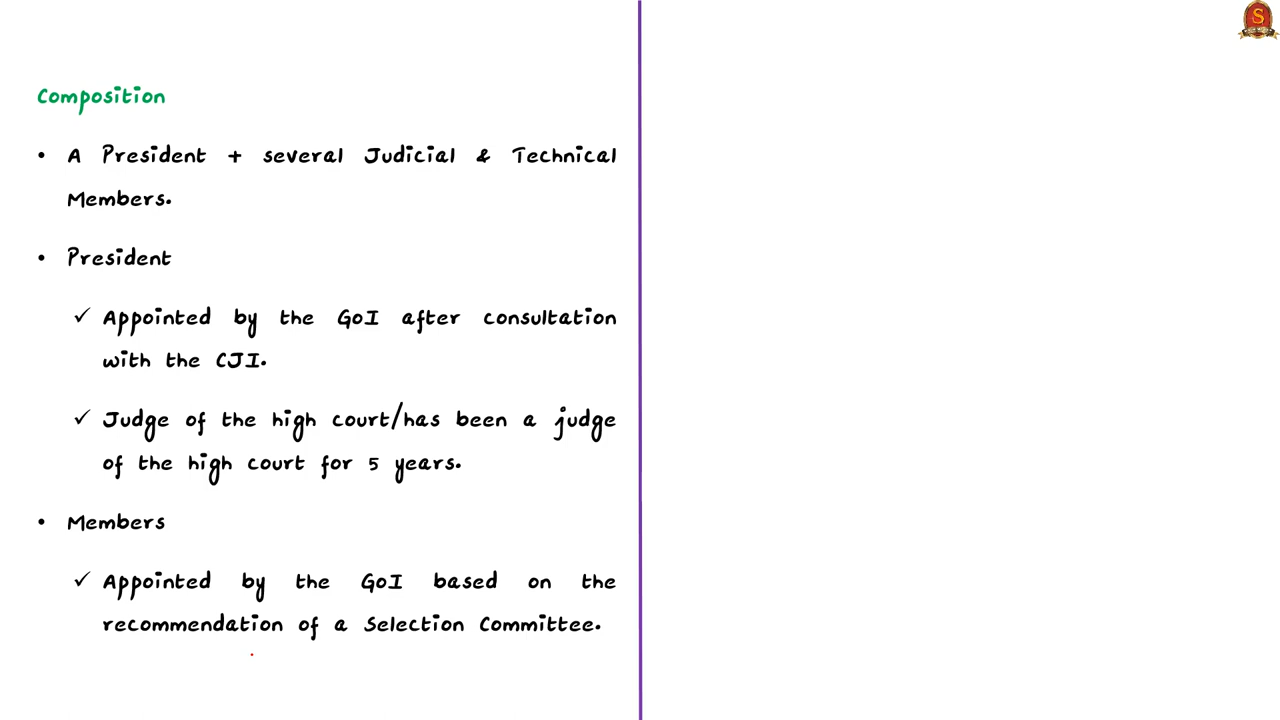 Composition
• A President + several Judicial & Technical
Members.
• President
✓ Appointed by the GoI after consultation
with the CJI.
✓ Judge of the high court/has been a judge
of the high court for 5 years.
• Members
✓ Appointed by the GoI based on the
recommendation of a Selection Committee.
S